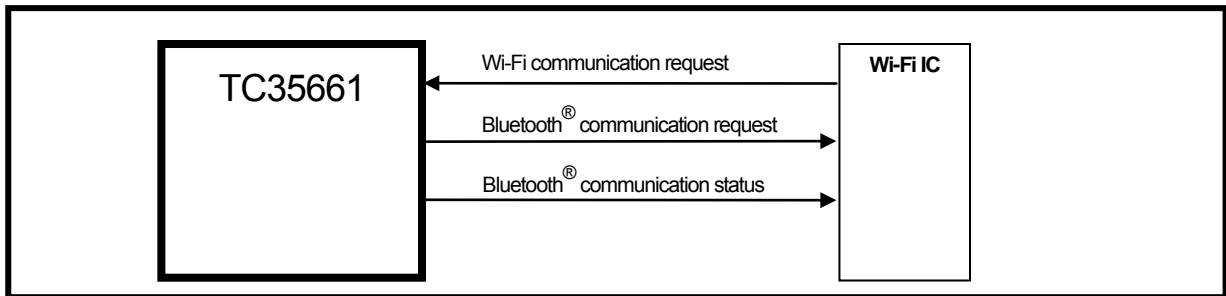 TC35661
Wi-Fi communication request
Wi-Fi IC
Bluetooth® communication request
Bluetooth® communication status